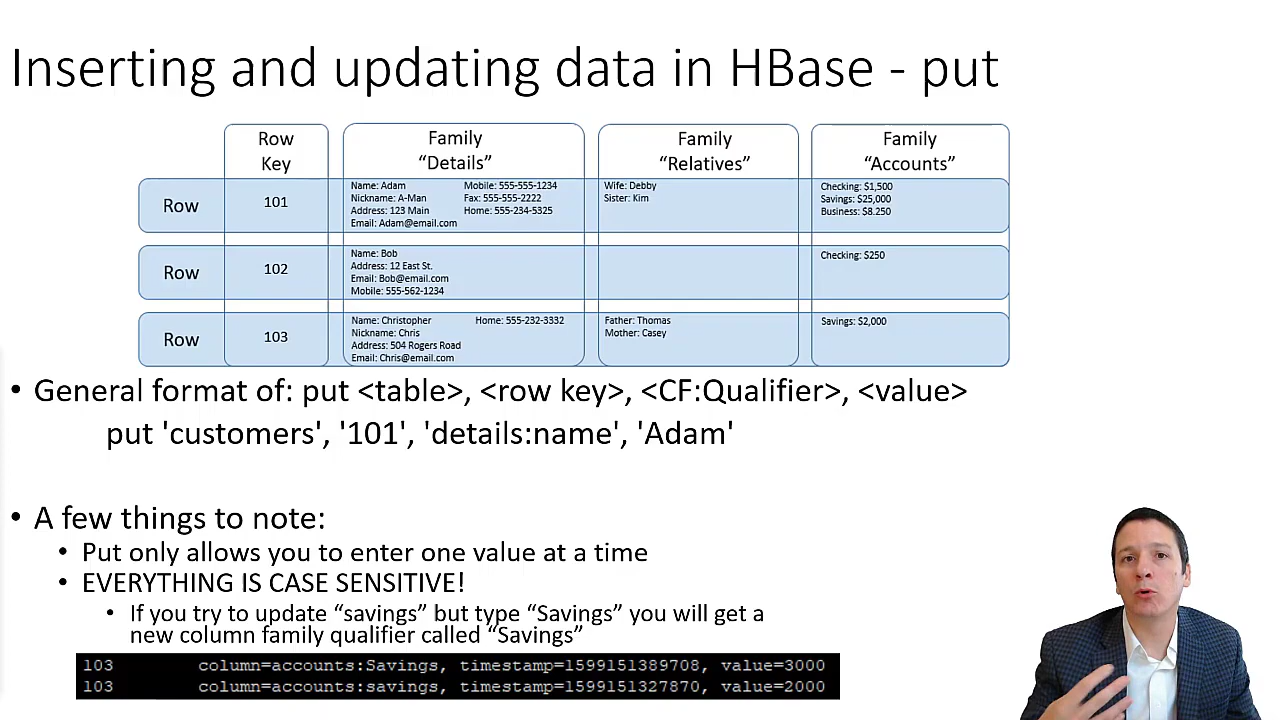 Inserting and updating data in HBase - put
Row
Key
Family
“Details”
Family
“Relatives”
Family
“Accounts”
Row
101
Name: Adam
Nickname: A-Man
Address: 123 Main
Email: Adam@email.com
Mobile: 555-555-1234
Fax: 555-555-2222
Home: 555-234-5325
Wife: Debby
Sister: Kim
Checking: $1,500
Savings: $25,000
Business: $8.250
Row
102
Name: Bob
Address: 12 East St.
Email: Bob@email.com
Mobile: 555-562-1234
Checking: $250
Row
103
Name: Christopher
Nickname: Chris
Address: 504 Rogers Road
Email: Chris@email.com
Home: 555-232-3332
Father: Thomas
Mother: Casey
Savings: $2,000
• General format of: put <table>, <row key>, <CF:Qualifier>, <value>
put 'customers', '101', 'details:name', 'Adam'
• A few things to note:
• Put only allows you to enter one value at a time
• EVERYTHING IS CASE SENSITIVE!
• If you try to update “savings” but type “Savings” you will get a
new column family qualifier called “Savings”
103 column=accounts:Savings, timestamp=1599151389708, value=3000
103 column=accounts:savings, timestamp=1599151327870, value=2000